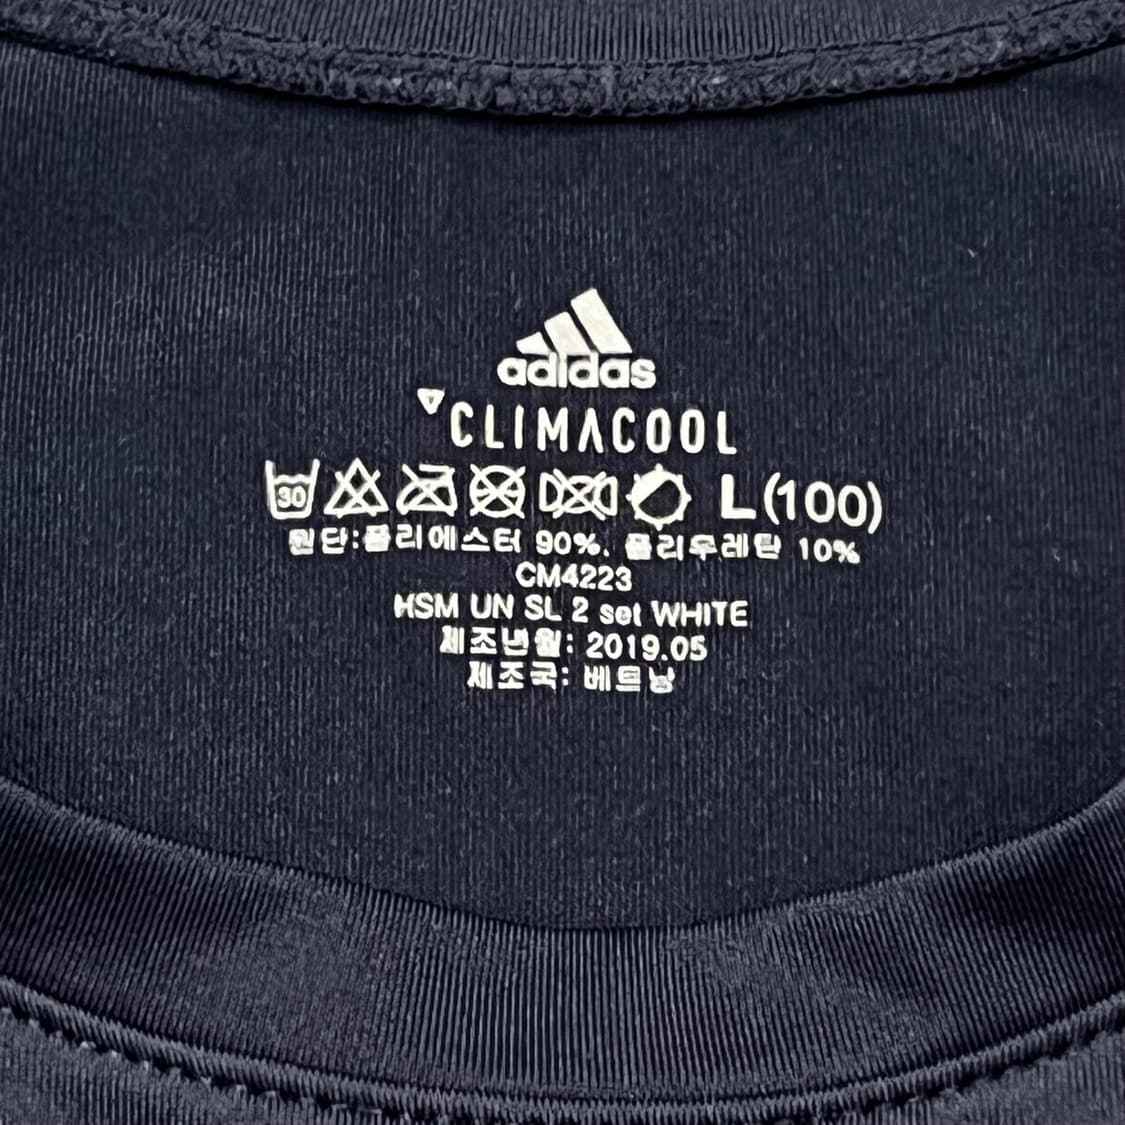 adidas
CLIMACOOL
30 L(100)
원단:폴리에스터 90%. 폴리우레탄 10%
CM4223
HSM UN SL 2 set WHITE
제조년월: 2019.05
제조국: 베트남